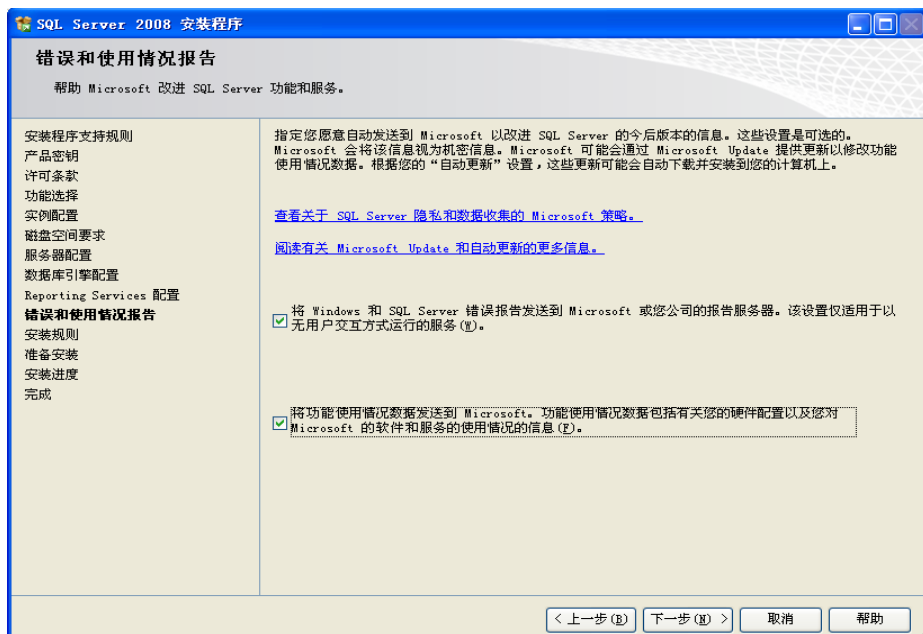 SQL Server 2008 安装程序
错误和使用情况报告
帮助 Microsoft 改进 SQL Server 功能和服务。
安装程序支持规则
产品密钥
许可条款
功能选择
实例配置
磁盘空间要求
服务器配置
数据库引擎配置
Reporting Services 配置
错误和使用情况报告
安装规则
准备安装
安装进度
完成
指定您愿意自动发送到 Microsoft 以改进 SQL Server 的今后版本的信息。这些设置是可选的。
Microsoft 会将该信息视为机密信息。Microsoft 可能会通过 Microsoft Update 提供更新以修改功能
使用情况数据。根据您的“自动更新”设置，这些更新可能会自动下载并安装到您的计算机上。
查看关于 SQL Server 隐私和数据收集的 Microsoft 策略。
阅读有关 Microsoft Update 和自动更新的更多信息。
将 Windows 和 SQL Server 错误报告发送到 Microsoft 或您公司的报告服务器。该设置仅适用于以
无用户交互方式运行的服务(W)。
将功能使用情况数据发送到 Microsoft。功能使用情况数据包括有关您的硬件配置以及您对
Microsoft 的软件和服务的使用情况的信息(F)。
< 上一步(B)
下一步(N) >
取消
帮助